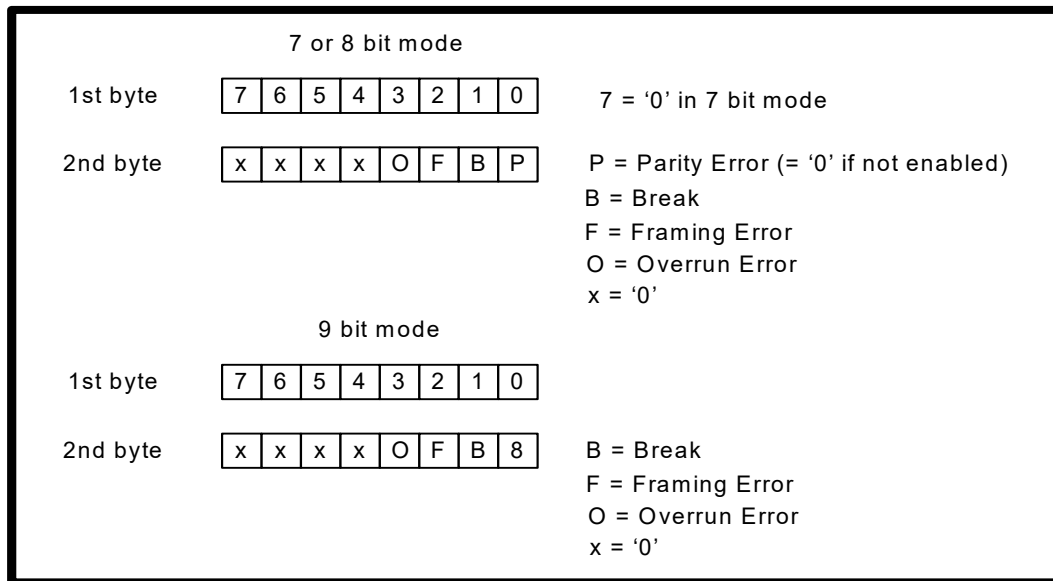 7 or 8 bit mode
1st byte 7 6 5 4 3 2 1 0 7 = ‘0’ in 7 bit mode
2nd byte x x x x O F B P P = Parity Error (= ‘0’ if not enabled)
B = Break
F = Framing Error
O = Overrun Error
x = ‘0’
9 bit mode
1st byte 7 6 5 4 3 2 1 0
2nd byte x x x x O F B 8 B = Break
F = Framing Error
O = Overrun Error
x = ‘0’